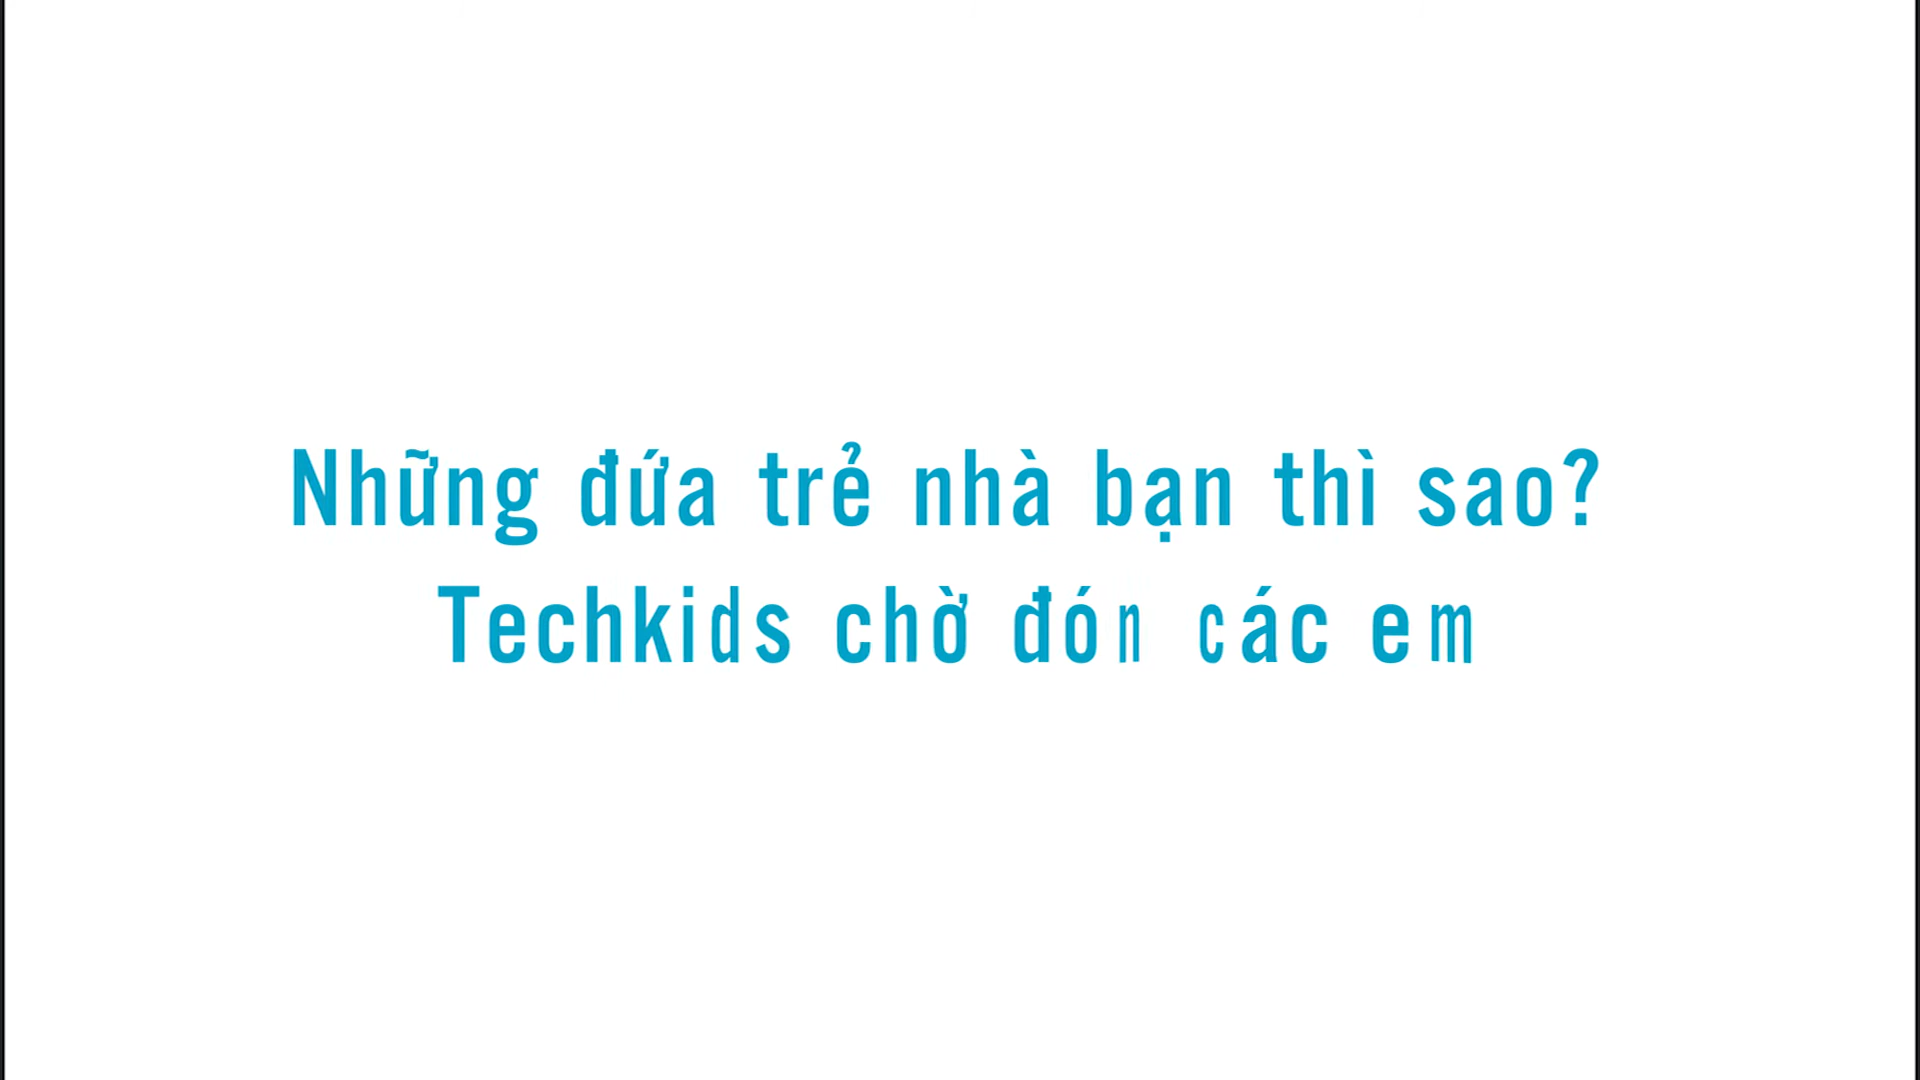 Những đứa trẻ nhà bạn thì sao?
Techkids chờ đón các em